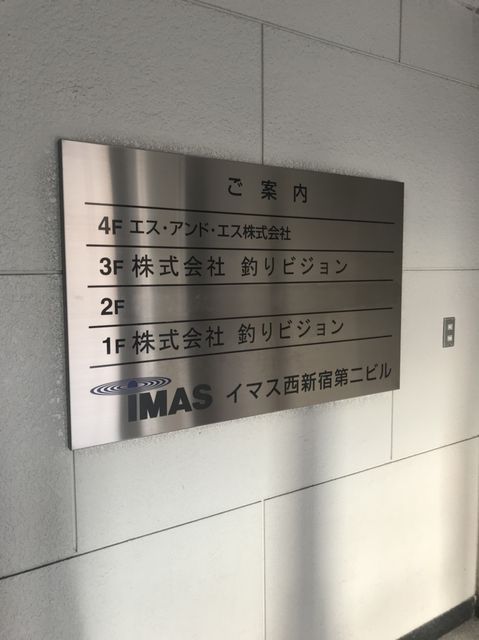 ご案内
4F エス・アンド・エス株式会社
3F 株式会社 釣りビジョン
2F
1F 株式会社 釣りビジョン
IMAS イマス西新宿第二ビル